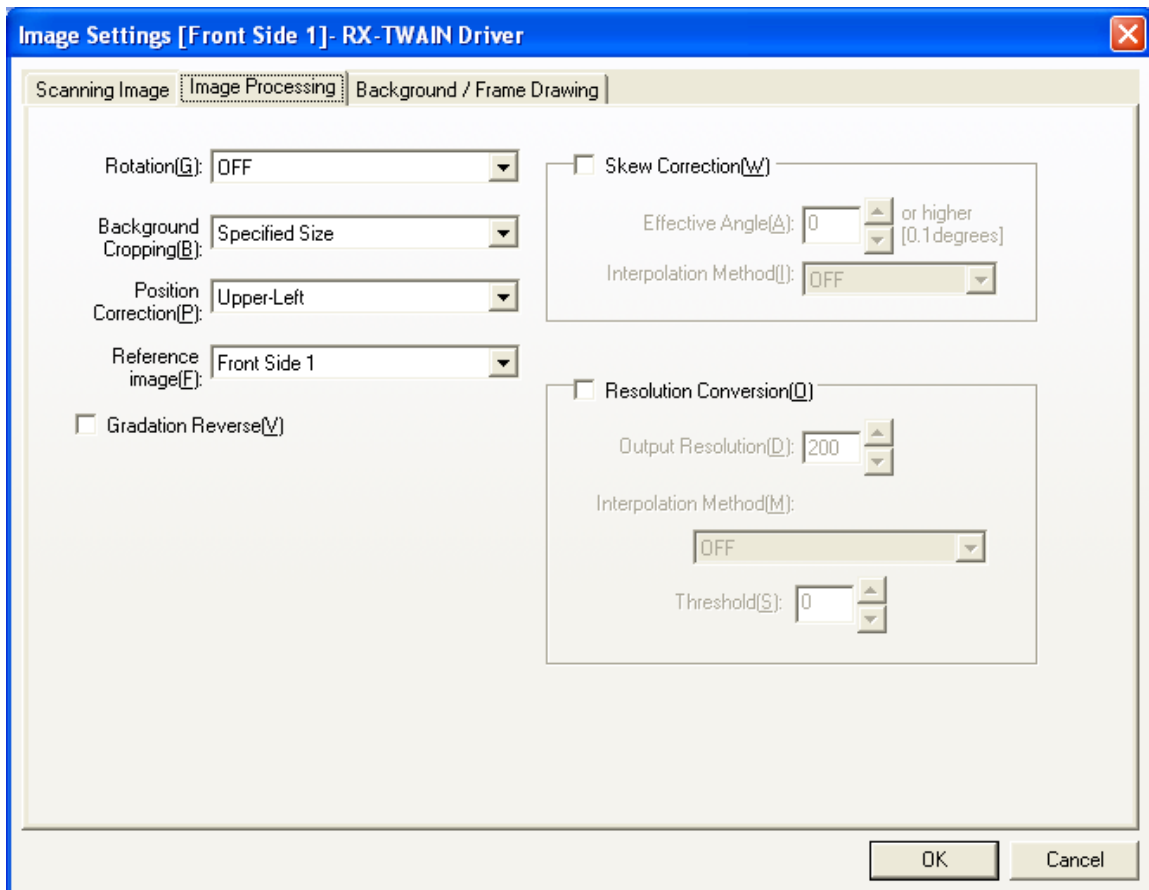 Image Settings [Front Side 1]- RX-TWAIN Driver
Scanning Image
Image Processing
Background / Frame Drawing
Rotation(G):
OFF
Background
Cropping(B):
Specified Size
Position
Correction(P):
Upper-Left
Reference
image(F):
Front Side 1
Gradation Reverse(V)
Skew Correction(W)
Effective Angle(A):
0
or higher
[0.1degrees]
Interpolation Method(I):
OFF
Resolution Conversion(O)
Output Resolution(D):
200
Interpolation Method(M):
OFF
Threshold(S):
0
OK
Cancel